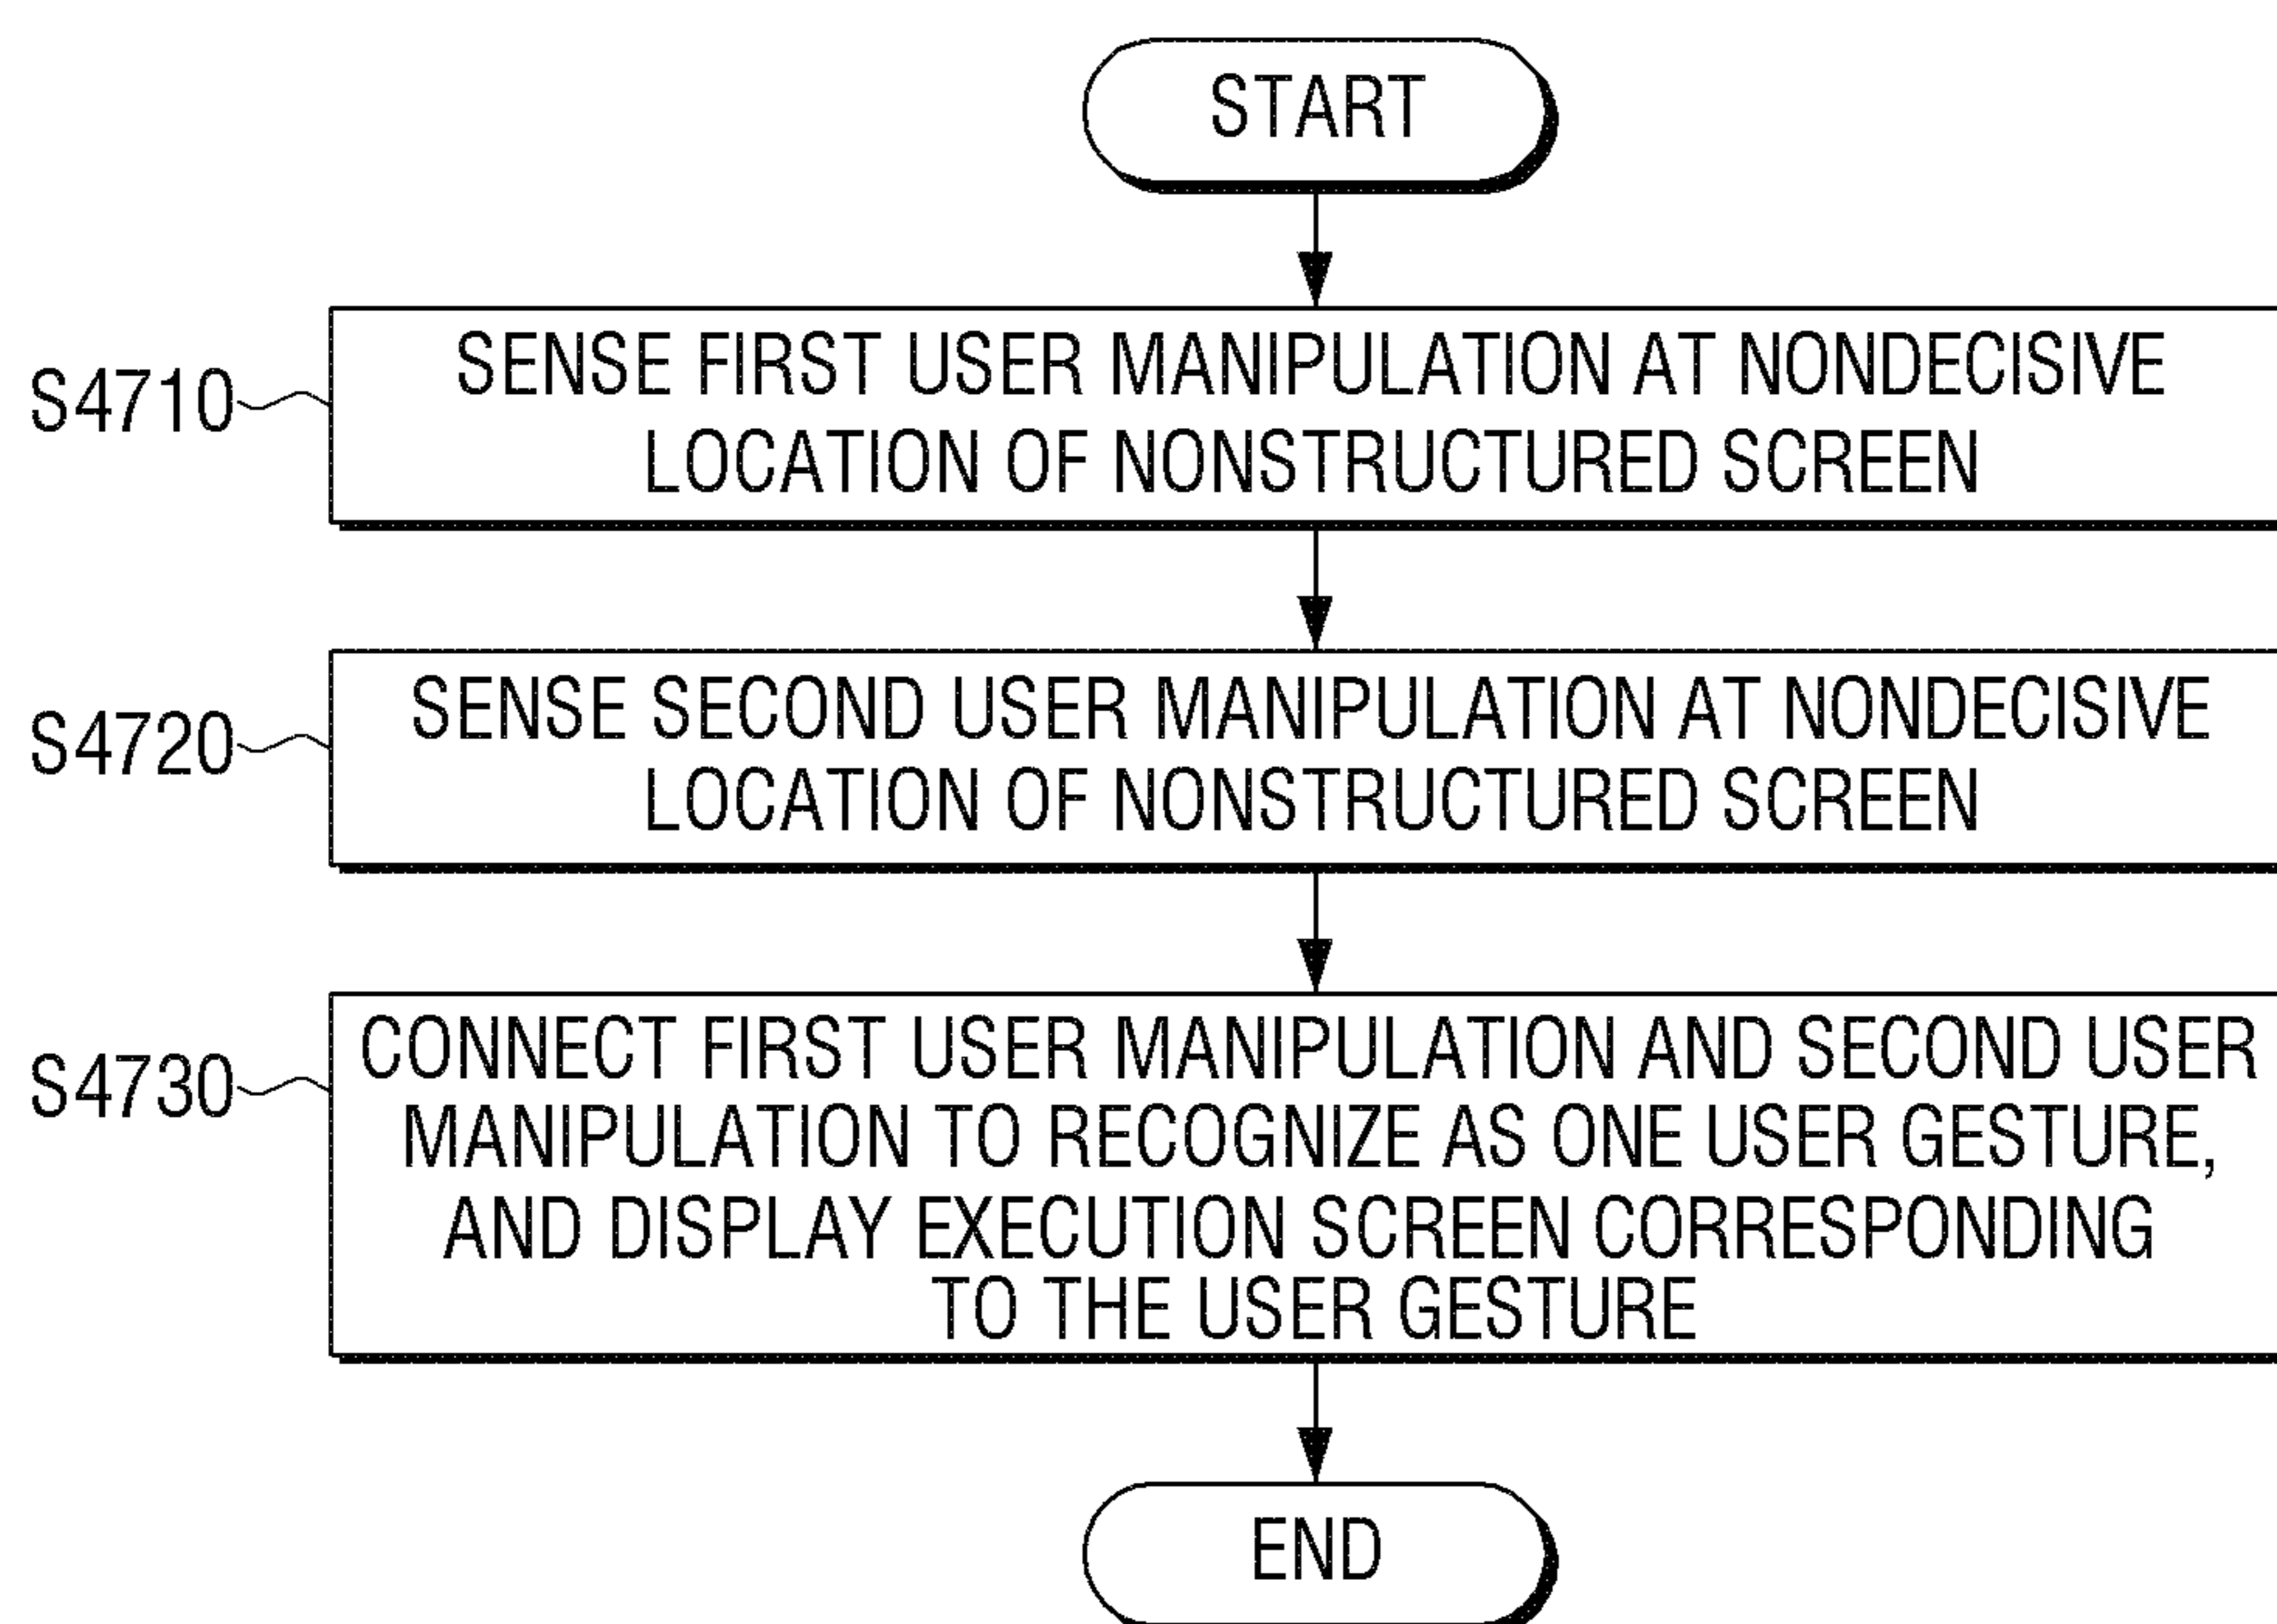 START
S4710
SENSE FIRST USER MANIPULATION AT NONDECISIVE
LOCATION OF NONSTRUCTURED SCREEN
S4720
SENSE SECOND USER MANIPULATION AT NONDECISIVE
LOCATION OF NONSTRUCTURED SCREEN
S4730
CONNECT FIRST USER MANIPULATION AND SECOND USER
MANIPULATION TO RECOGNIZE AS ONE USER GESTURE,
AND DISPLAY EXECUTION SCREEN CORRESPONDING
TO THE USER GESTURE
END